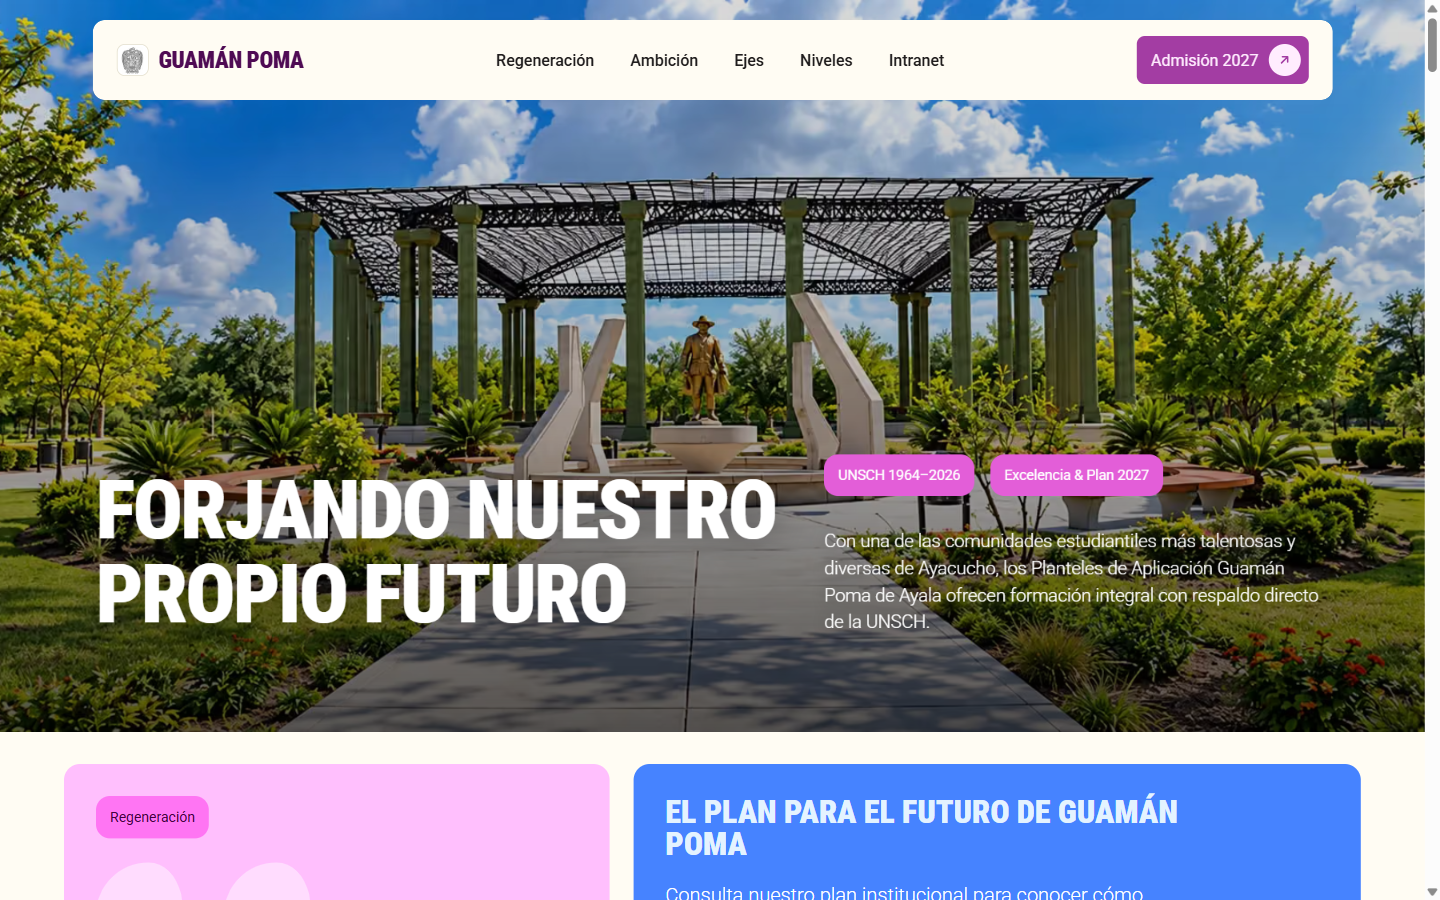 GUAMÁN POMA
Regeneración
Ambición
Ejes
Niveles
Intranet
Admisión 2027
FORJANDO NUESTRO
PROPIO FUTURO
UNSCH 1964–2026
Excelencia & Plan 2027
Con una de las comunidades estudiantiles más talentosas y
diversas de Ayacucho, los Planteles de Aplicación Guamán
Poma de Ayala ofrecen formación integral con respaldo directo
de la UNSCH.
Regeneración
EL PLAN PARA EL FUTURO DE GUAMÁN
POMA
Consulta nuestro plan institucional para conocer cómo